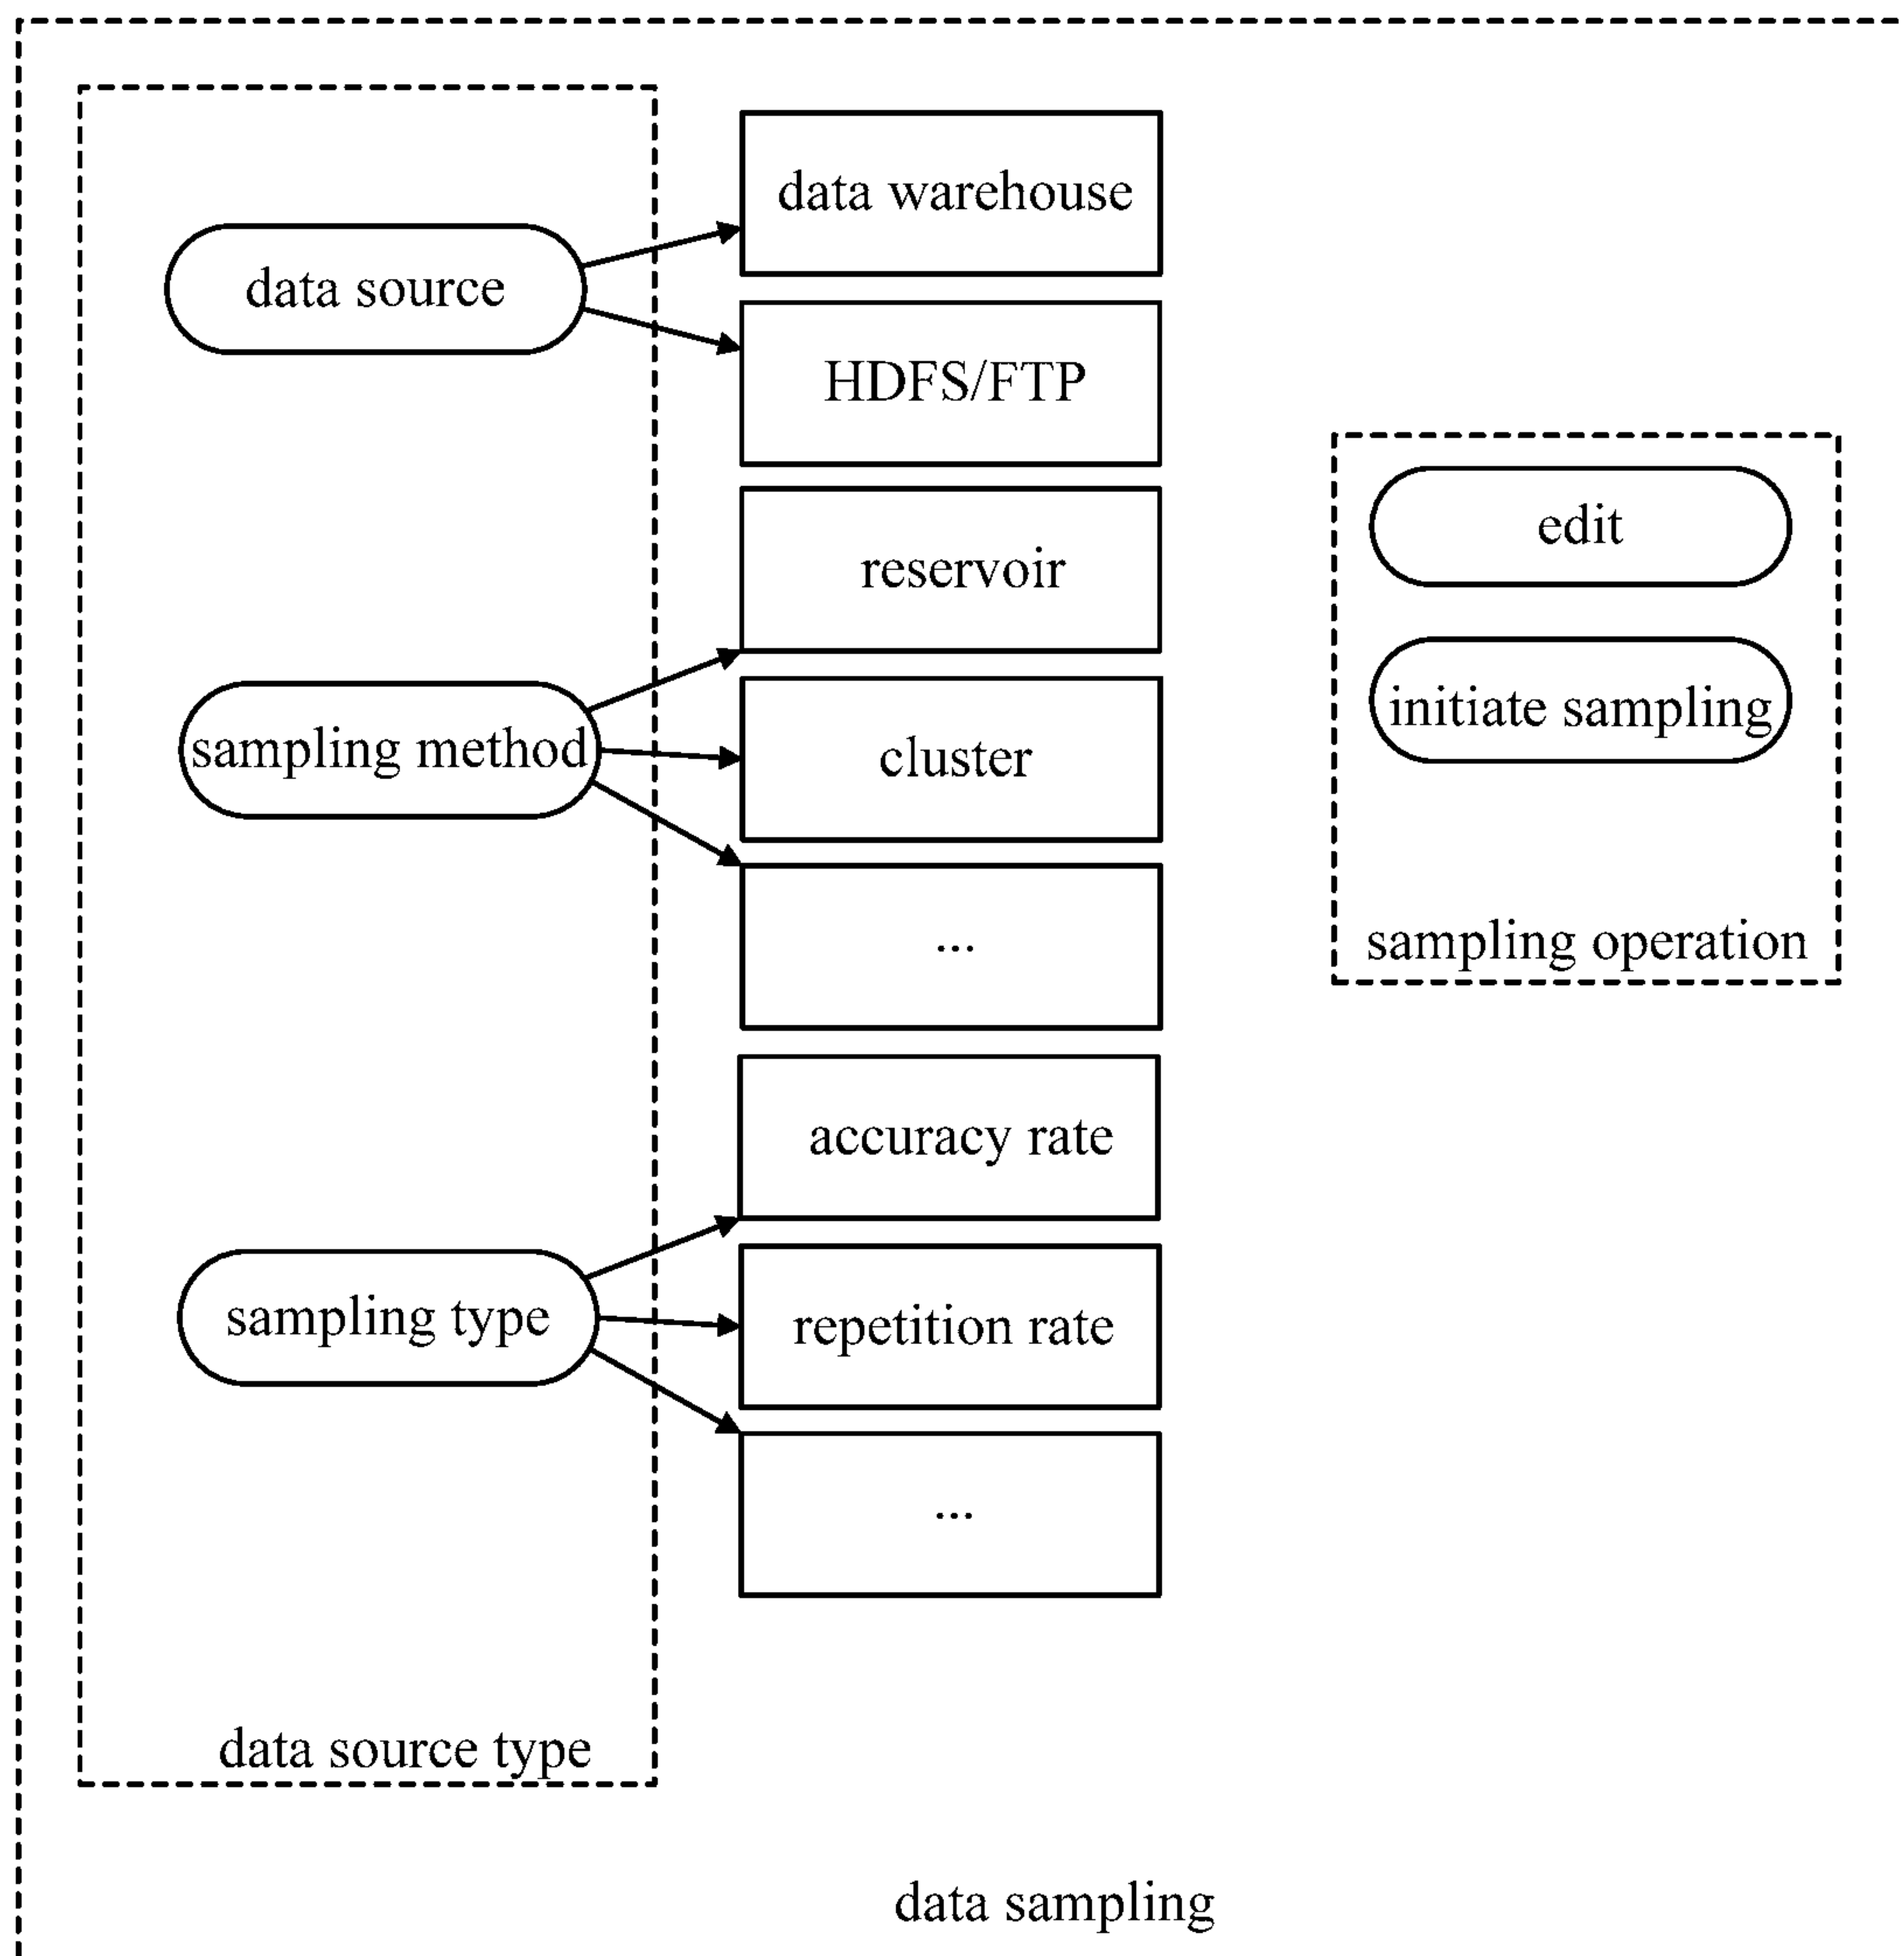 data source
data warehouse
HDFS/FTP
sampling method
reservoir
cluster
...
sampling type
accuracy rate
repetition rate
...
data source type
edit
initiate sampling
sampling operation
data sampling